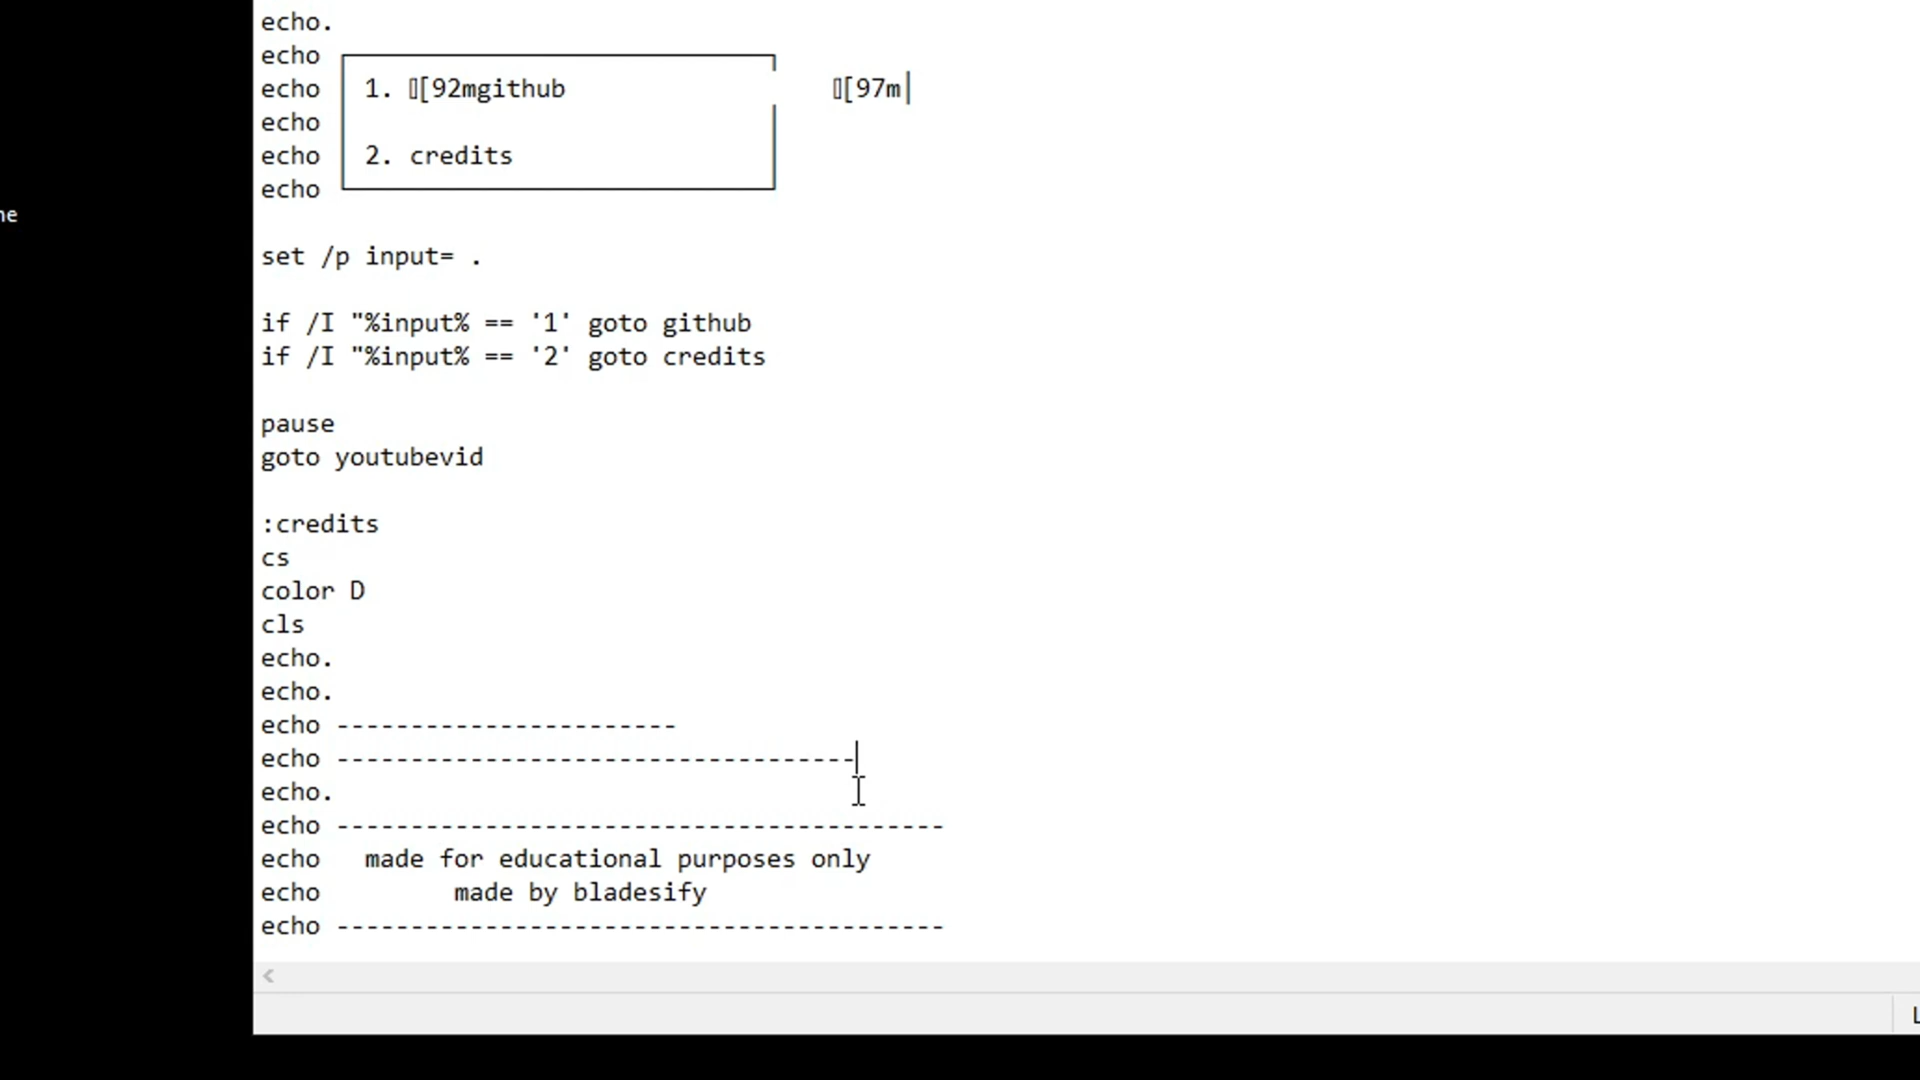 echo.
echo ┌────────────────────────────┐
echo │ 1. [92mgithub [97m│
echo │ │
echo │ 2. credits │
echo └────────────────────────────┘
ne
set /p input= .
if /I "%input% == '1' goto github
if /I "%input% == '2' goto credits
pause
goto youtubevid
:credits
cs
color D
cls
echo.
echo.
echo -----------------------
echo -----------------------------------
echo.
echo -----------------------------------------
echo   made for educational purposes only
echo         made by bladesify
echo -----------------------------------------